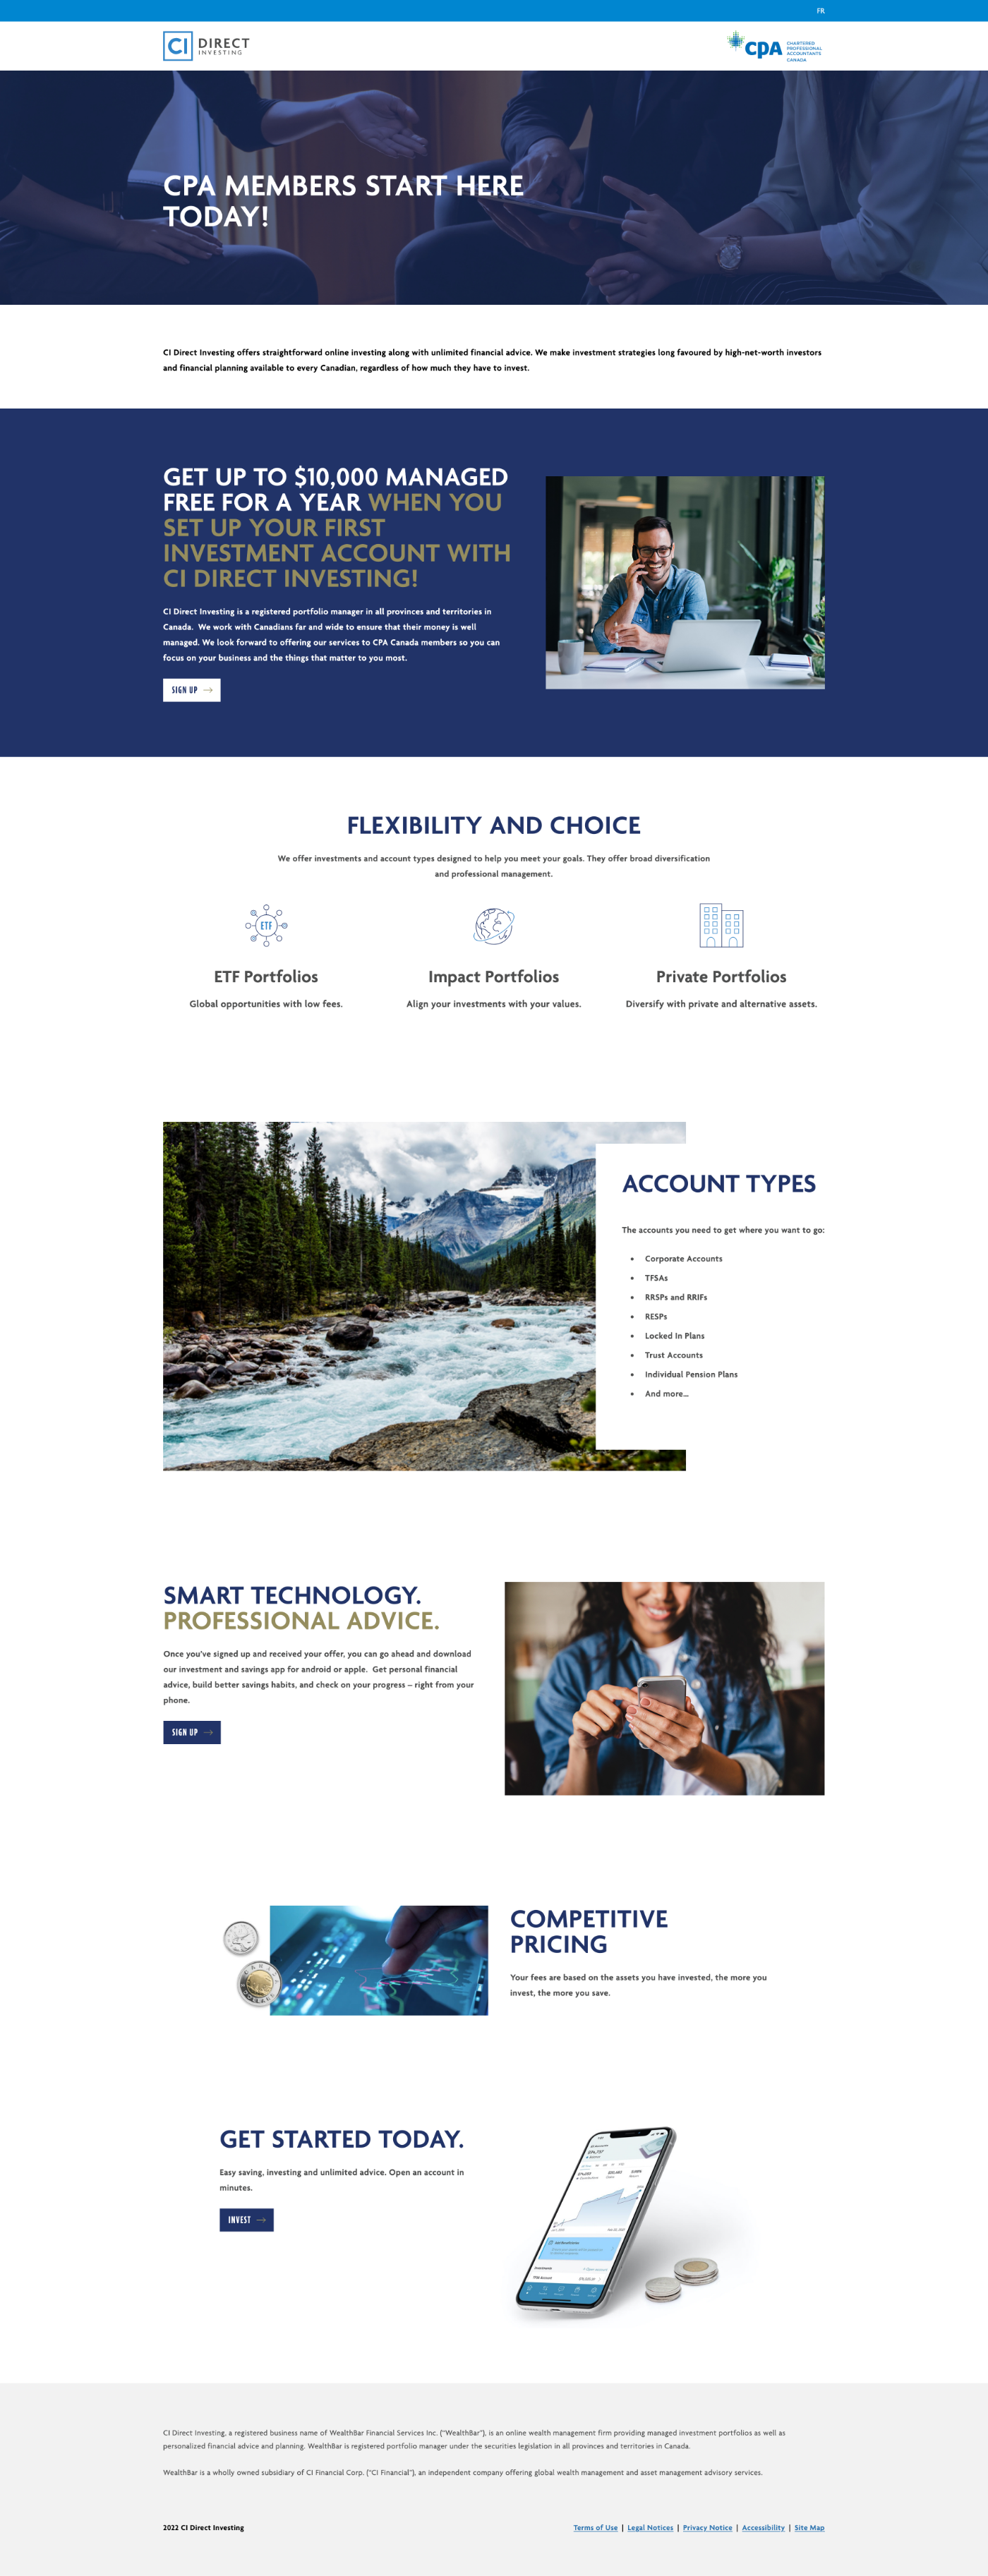 FR
CI DIRECT
INVESTING
CPA
CHARTERED
PROFESSIONAL
ACCOUNTANTS
CANADA
CPA MEMBERS START HERE
TODAY!
CI Direct Investing offers straightforward online investing along with unlimited financial advice. We make investment strategies long favoured by high-net-worth investors
and financial planning available to every Canadian, regardless of how much they have to invest.
GET UP TO $10,000 MANAGED
FREE FOR A YEAR WHEN YOU
SET UP YOUR FIRST
INVESTMENT ACCOUNT WITH
CI DIRECT INVESTING!
CI Direct Investing is a registered portfolio manager in all provinces and territories in
Canada.  We work with Canadians far and wide to ensure that their money is well
managed. We look forward to offering our services to CPA Canada members so you can
focus on your business and the things that matter to you most.
SIGN UP →
FLEXIBILITY AND CHOICE
We offer investments and account types designed to help you meet your goals. They offer broad diversification
and professional management.
ETF
ETF Portfolios
Global opportunities with low fees.
Impact Portfolios
Align your investments with your values.
Private Portfolios
Diversify with private and alternative assets.
ACCOUNT TYPES
The accounts you need to get where you want to go:
• Corporate Accounts
• TFSAs
• RRSPs and RRIFs
• RESPs
• Locked In Plans
• Trust Accounts
• Individual Pension Plans
• And more...
SMART TECHNOLOGY.
PROFESSIONAL ADVICE.
Once you've signed up and received your offer, you can go ahead and download
our investment and savings app for android or apple.  Get personal financial
advice, build better savings habits, and check on your progress – right from your
phone.
SIGN UP →
CANADA
COMPETITIVE
PRICING
Your fees are based on the assets you have invested, the more you
invest, the more you save.
GET STARTED TODAY.
Easy saving, investing and unlimited advice. Open an account in
minutes.
INVEST →
CI Direct Investing, a registered business name of WealthBar Financial Services Inc. ("WealthBar"), is an online wealth management firm providing managed investment portfolios as well as
personalized financial advice and planning. WealthBar is registered portfolio manager under the securities legislation in all provinces and territories in Canada.
WealthBar is a wholly owned subsidiary of CI Financial Corp. ("CI Financial"), an independent company offering global wealth management and asset management advisory services.
2022 CI Direct Investing
Terms of Use | Legal Notices | Privacy Notice | Accessibility | Site Map